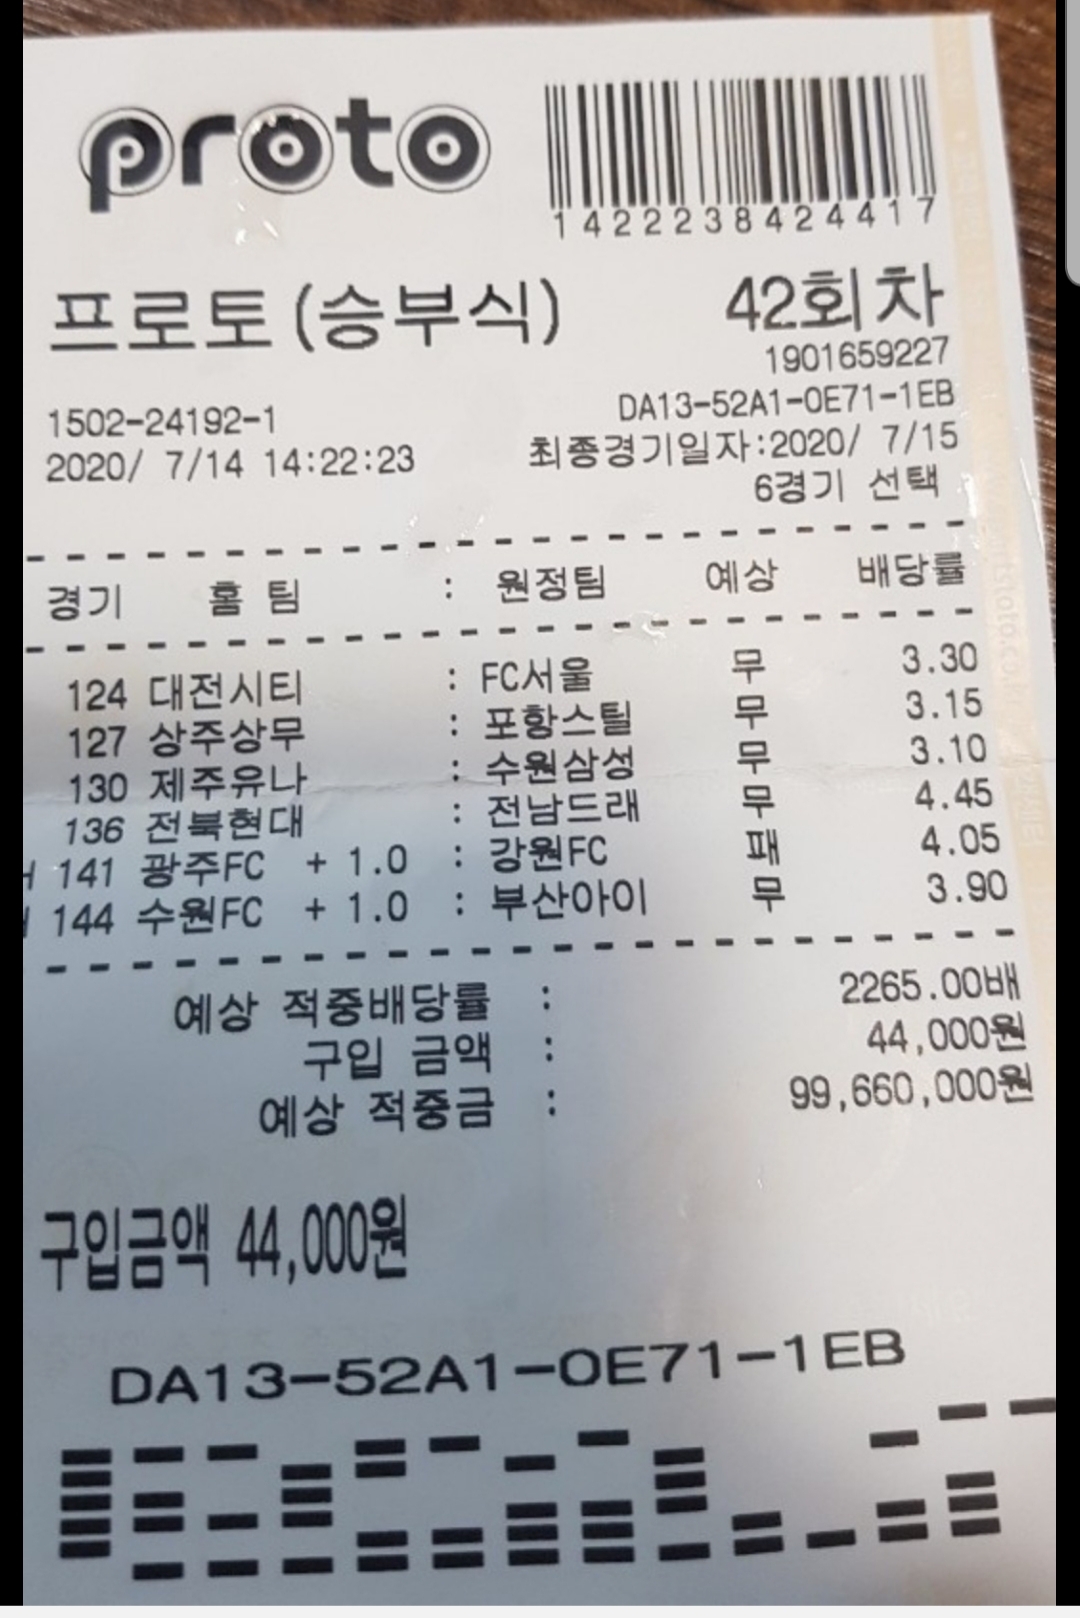 proto
1422238424417
프로토(승부식) 42회차
1901659227
1502-24192-1 DA13-52A1-0E71-1EB
2020/ 7/14 14:22:23 최종경기일자:2020/ 7/15
6경기 선택
경기 홈 팀 : 원정팀 예상 배당률
124 대전시티 : FC서울 무 3.30
127 상주상무 : 포항스틸 무 3.15
130 제주유나 : 수원삼성 무 3.10
136 전북현대 : 전남드래 무 4.45
141 광주FC + 1.0 : 강원FC 패 4.05
144 수원FC + 1.0 : 부산아이 무 3.90
예상 적중배당률 : 2265.00배
구입 금액 : 44,000원
예상 적중금 : 99,660,000원
구입금액 44,000원
DA13-52A1-0E71-1EB